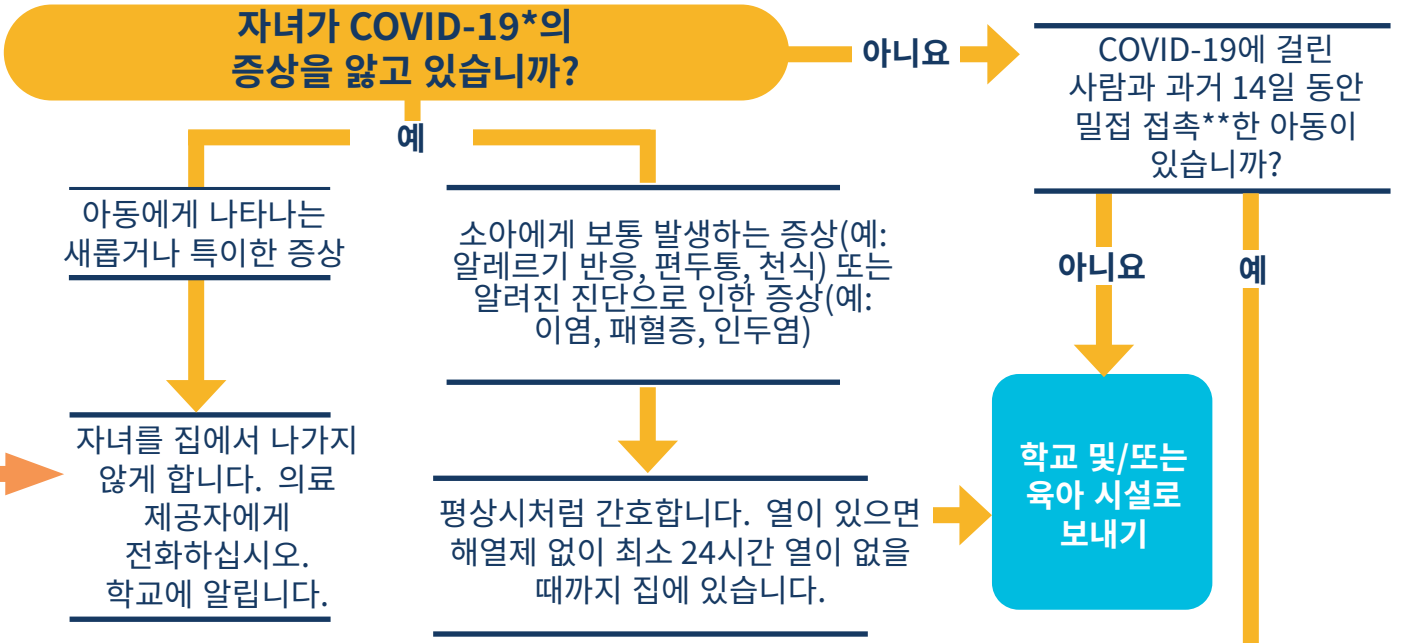 자녀가 COVID-19*의
증상을 앓고 있습니까?
아니요
COVID-19에 걸린
사람과 과거 14일 동안
밀접 접촉**한 아동이
있습니까?
예
아동에게 나타나는
새롭거나 특이한 증상
소아에게 보통 발생하는 증상(예:
알레르기 반응, 편두통, 천식) 또는
알려진 진단으로 인한 증상(예:
이염, 패혈증, 인두염)
아니요
예
자녀를 집에서 나가지
않게 합니다. 의료
제공자에게
전화하십시오.
학교에 알립니다.
평상시처럼 간호합니다. 열이 있으면
해열제 없이 최소 24시간 열이 없을
때까지 집에 있습니다.
학교 및/또는
육아 시설로
보내기